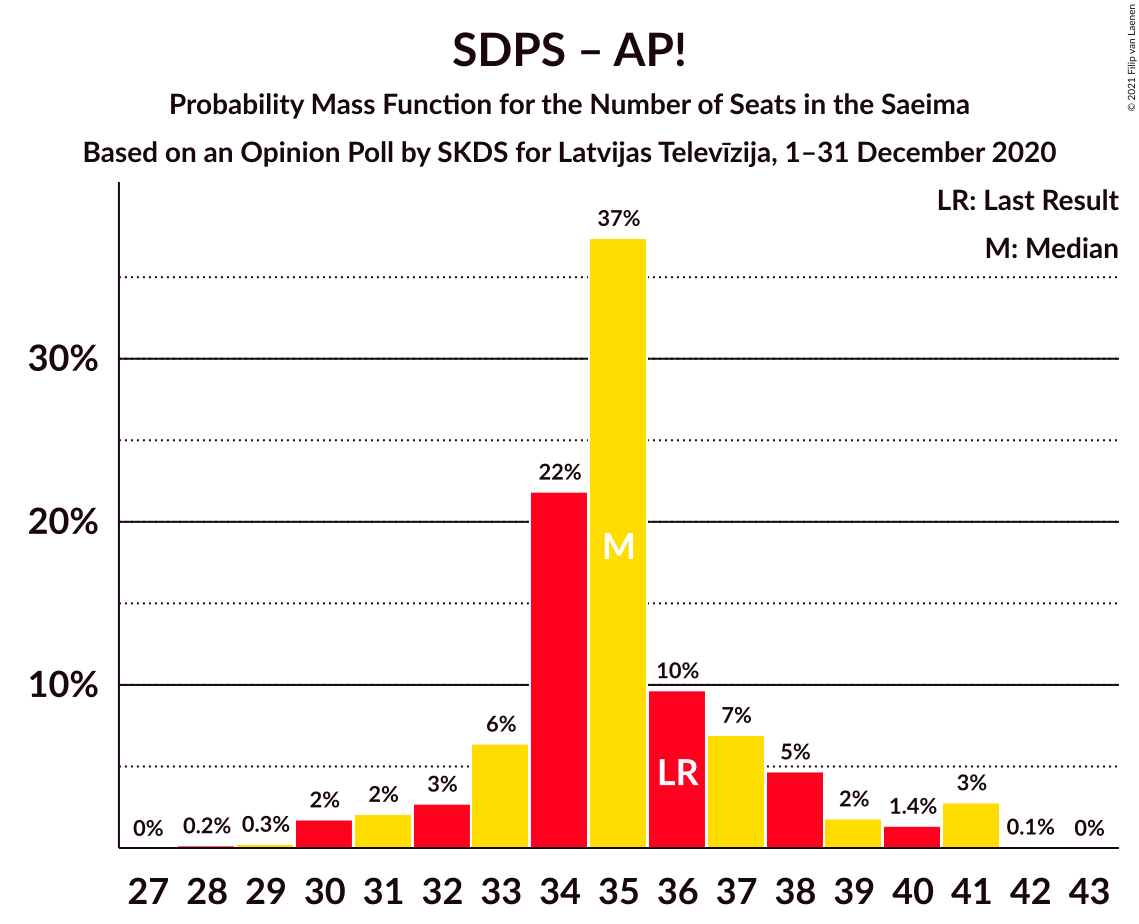 SDPS – AP!
Probability Mass Function for the Number of Seats in the Saeima
Based on an Opinion Poll by SKDS for Latvijas Televīzija, 1–31 December 2020
© 2021 Filip van Laenen
LR: Last Result
M: Median
30%
20%
10%
0%
0.2%
0.3%
2%
2%
3%
6%
22%
37%
10%
7%
5%
2%
1.4%
3%
0.1%
0%
M
LR
27 28 29 30 31 32 33 34 35 36 37 38 39 40 41 42 43